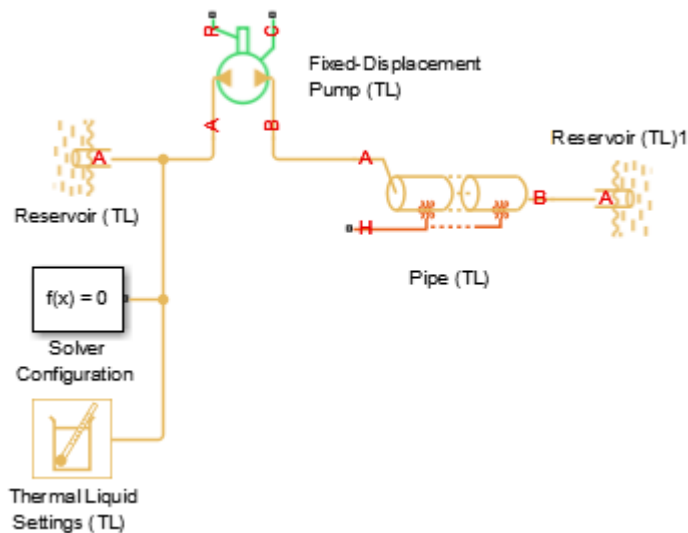 R
C
Fixed-Displacement
Pump (TL)
A
B
A
Reservoir (TL)1
A
B
A
Reservoir (TL)
H
Pipe (TL)
f(x) = 0
Solver
Configuration
Thermal Liquid
Settings (TL)